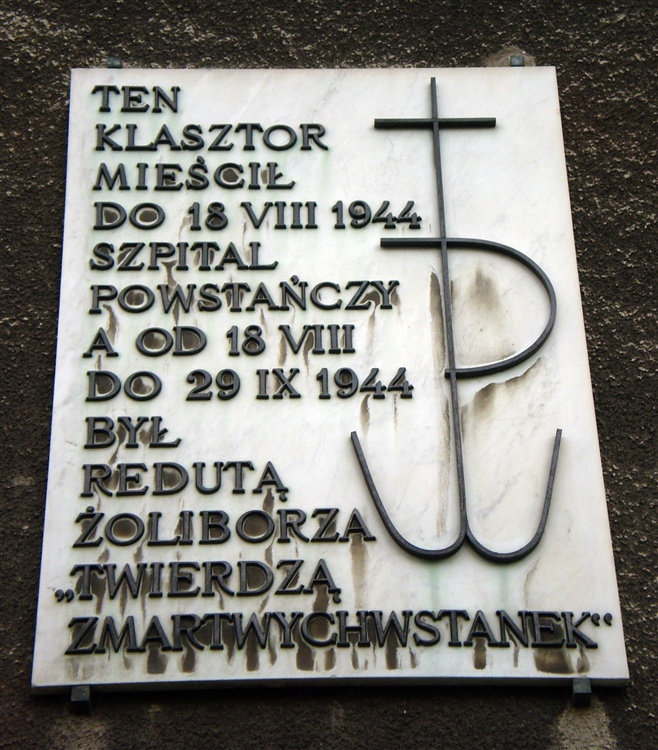 TEN
KLASZTOR
MIEŚCIŁ
DO 18 VIII 1944
SZPITAL
POWSTAŃCZY
A OD 18 VIII
DO 29 IX 1944
BYŁ
REDUTĄ
ŻOLIBORZA
„TWIERDZĄ
ZMARTWYCHWSTANEK“